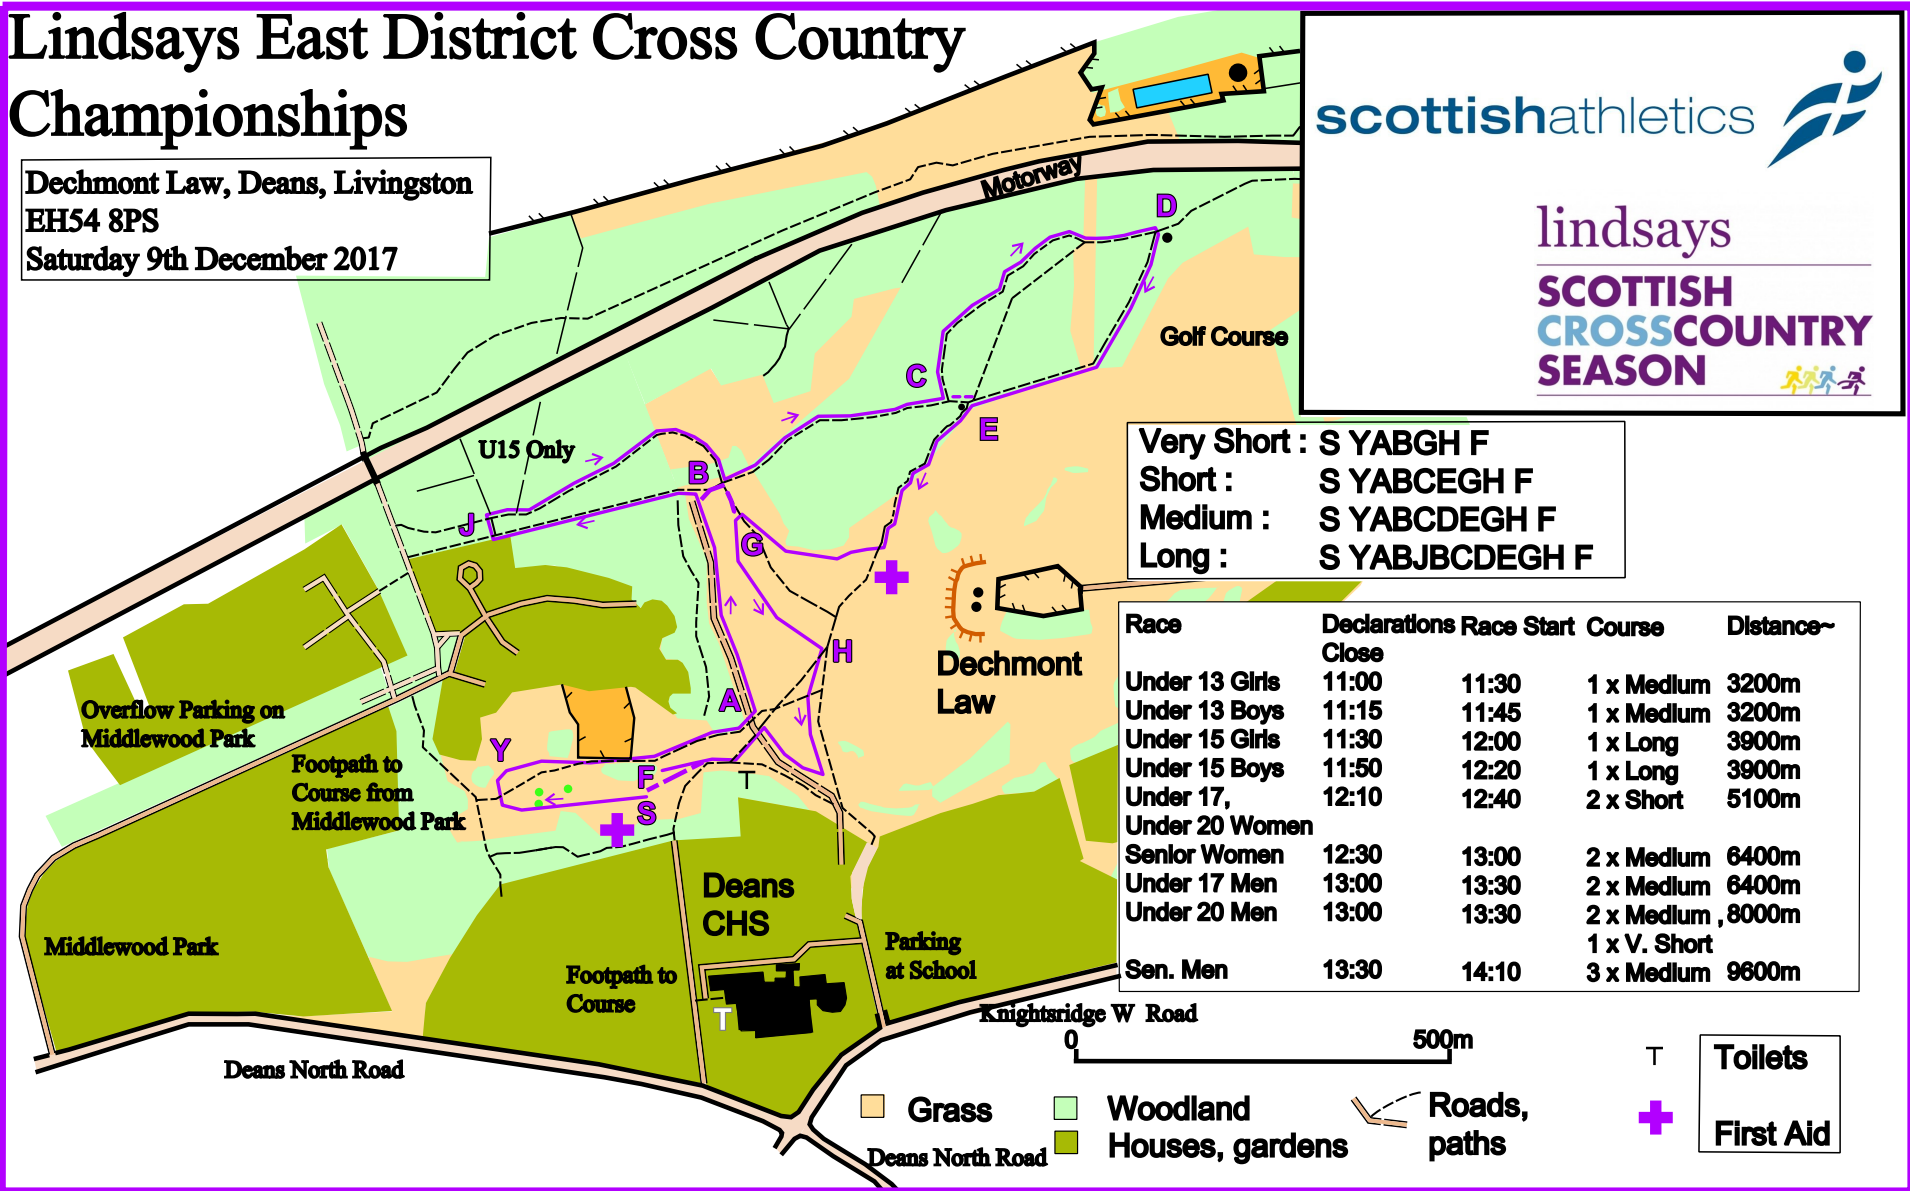 Lindsays East District Cross Country
Championships
Dechmont Law, Deans, Livingston
EH54 8PS
Saturday 9th December 2017
scottishathletics
lindsays
SCOTTISH
CROSSCOUNTRY
SEASON
Motorway
D
Golf Course
C
E
U15 Only
B
J
G
H
A
Y
F
S
T
Very Short : S YABGH F
Short : S YABCEGH F
Medium : S YABCDEGH F
Long : S YABJBCDEGH F
Dechmont
Law
Overflow Parking on
Middlewood Park
Footpath to
Course from
Middlewood Park
Race Declarations Close Race Start Course Distance~
Under 13 Girls 11:00 11:30 1 x Medium 3200m
Under 13 Boys 11:15 11:45 1 x Medium 3200m
Under 15 Girls 11:30 12:00 1 x Long 3900m
Under 15 Boys 11:50 12:20 1 x Long 3900m
Under 17, 12:10 12:40 2 x Short 5100m
Under 20 Women
Senior Women 12:30 13:00 2 x Medium 6400m
Under 17 Men 13:00 13:30 2 x Medium 6400m
Under 20 Men 13:00 13:30 2 x Medium , 8000m
1 x V. Short
Sen. Men 13:30 14:10 3 x Medium 9600m
Deans
CHS
Middlewood Park
Footpath to
Course
Parking
at School
T
Knightsridge W Road
Deans North Road
0 500m
Grass
Woodland
Houses, gardens
Roads,
paths
T Toilets
First Aid
Deans North Road